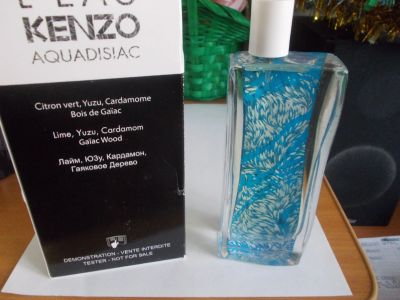 L'EAU
KENZO
AQUADISIAC
Citron vert, Yuzu, Cardamome
Bois de Gaïac
Lime, Yuzu, Cardamom
Gaïac Wood
Лайм, Юзу, Кардамон,
Гаяковое Дерево
DEMONSTRATION - VENTE INTERDITE
TESTER - NOT FOR SALE